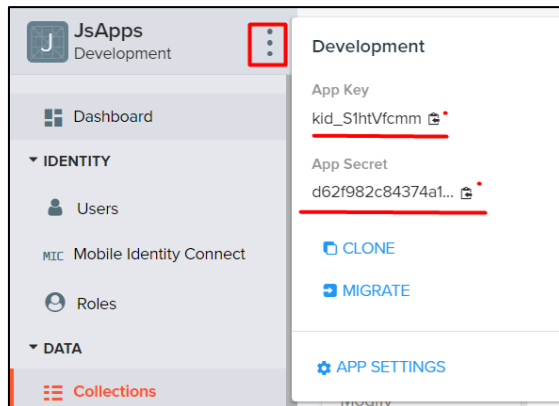 J
JsApps
Development
Dashboard
IDENTITY
Users
MIC Mobile Identity Connect
Roles
DATA
Collections
Development
App Key
kid_S1htVfcmm
App Secret
d62f982c84374a1...
CLONE
MIGRATE
APP SETTINGS